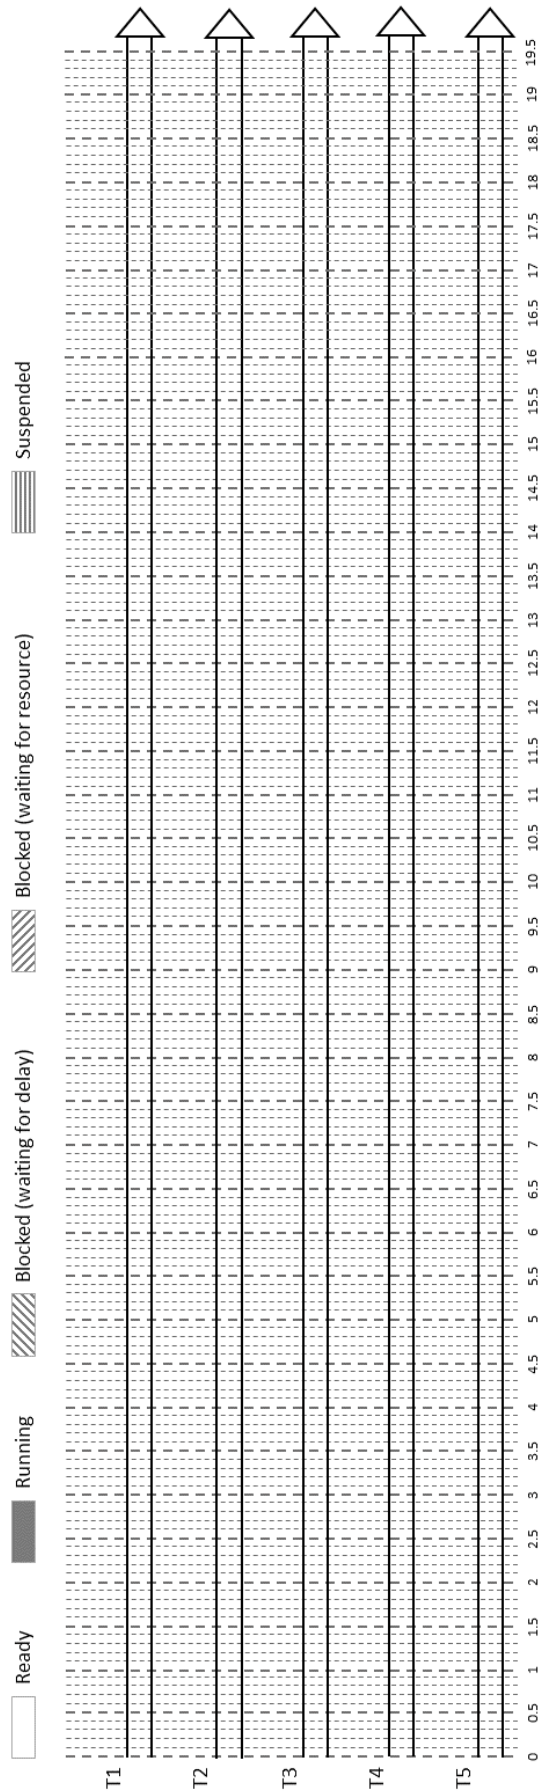 Ready Running Blocked (waiting for delay) Blocked (waiting for resource) Suspended
T1
T2
T3
T4
T5
0 0.5 1 1.5 2 2.5 3 3.5 4 4.5 5 5.5 6 6.5 7 7.5 8 8.5 9 9.5 10 10.5 11 11.5 12 12.5 13 13.5 14 14.5 15 15.5 16 16.5 17 17.5 18 18.5 19 19.5